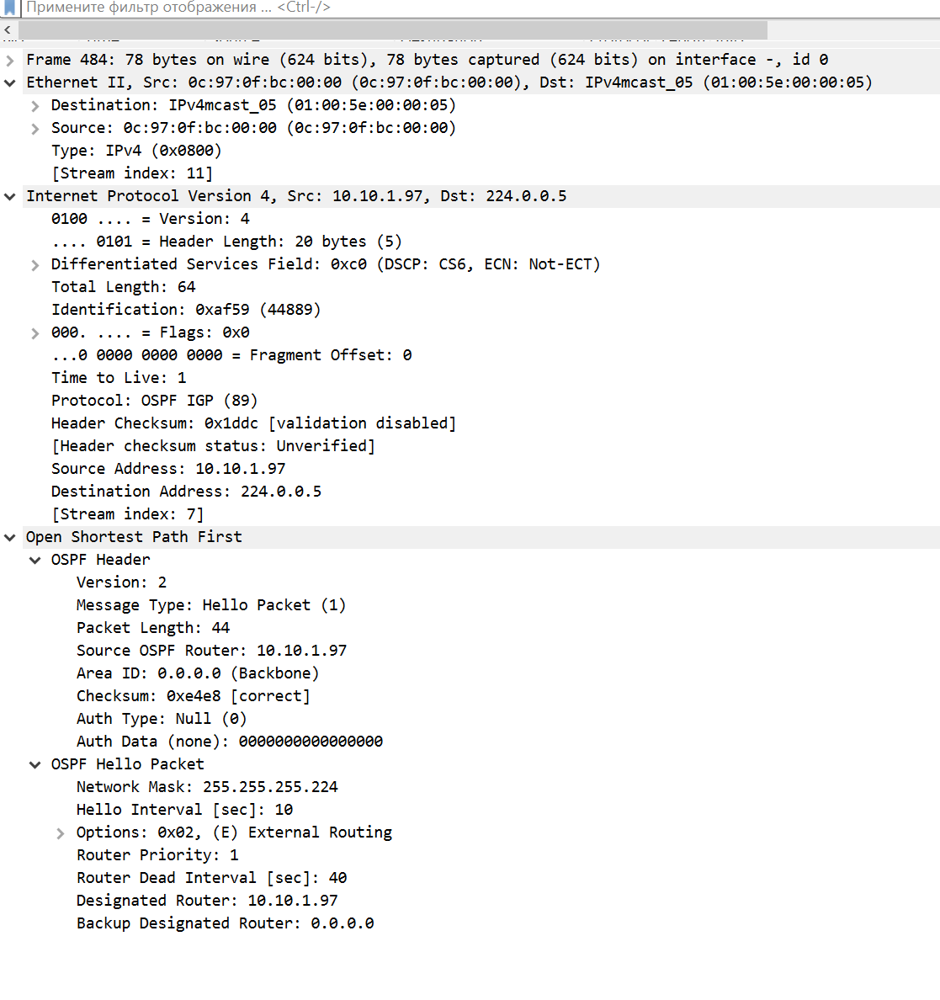 Примените фильтр отображения ... <Ctrl-/>
Frame 484: 78 bytes on wire (624 bits), 78 bytes captured (624 bits) on interface -, id 0
Ethernet II, Src: 0c:97:0f:bc:00:00 (0c:97:0f:bc:00:00), Dst: IPv4mcast_05 (01:00:5e:00:00:05)
Destination: IPv4mcast_05 (01:00:5e:00:00:05)
Source: 0c:97:0f:bc:00:00 (0c:97:0f:bc:00:00)
Type: IPv4 (0x0800)
[Stream index: 11]
Internet Protocol Version 4, Src: 10.10.1.97, Dst: 224.0.0.5
0100 .... = Version: 4
.... 0101 = Header Length: 20 bytes (5)
Differentiated Services Field: 0xc0 (DSCP: CS6, ECN: Not-ECT)
Total Length: 64
Identification: 0xaf59 (44889)
000. .... = Flags: 0x0
...0 0000 0000 0000 = Fragment Offset: 0
Time to Live: 1
Protocol: OSPF IGP (89)
Header Checksum: 0x1ddc [validation disabled]
[Header checksum status: Unverified]
Source Address: 10.10.1.97
Destination Address: 224.0.0.5
[Stream index: 7]
Open Shortest Path First
OSPF Header
Version: 2
Message Type: Hello Packet (1)
Packet Length: 44
Source OSPF Router: 10.10.1.97
Area ID: 0.0.0.0 (Backbone)
Checksum: 0xe4e8 [correct]
Auth Type: Null (0)
Auth Data (none): 0000000000000000
OSPF Hello Packet
Network Mask: 255.255.255.224
Hello Interval [sec]: 10
Options: 0x02, (E) External Routing
Router Priority: 1
Router Dead Interval [sec]: 40
Designated Router: 10.10.1.97
Backup Designated Router: 0.0.0.0